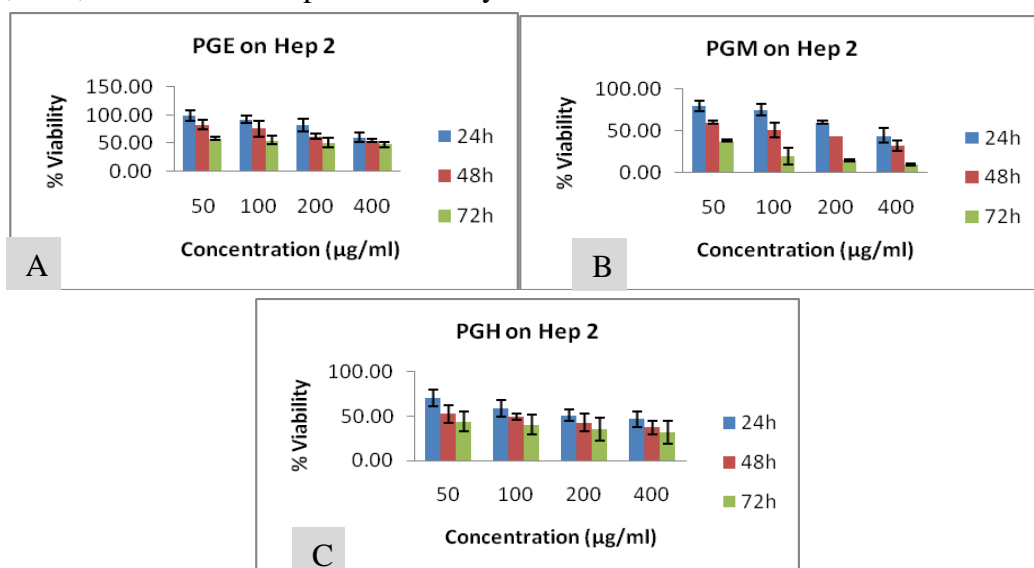 PGE on Hep 2
150.00
100.00
50.00
0.00
% Viability
50 100 200 400
Concentration (µg/ml)
24h
48h
72h
A
PGM on Hep 2
100.00
50.00
0.00
% Viability
50 100 200 400
Concentration (µg/ml)
24h
48h
72h
B
PGH on Hep 2
100.00
50.00
0.00
% Viability
50 100 200 400
Concentration (µg/ml)
24h
48h
72h
C